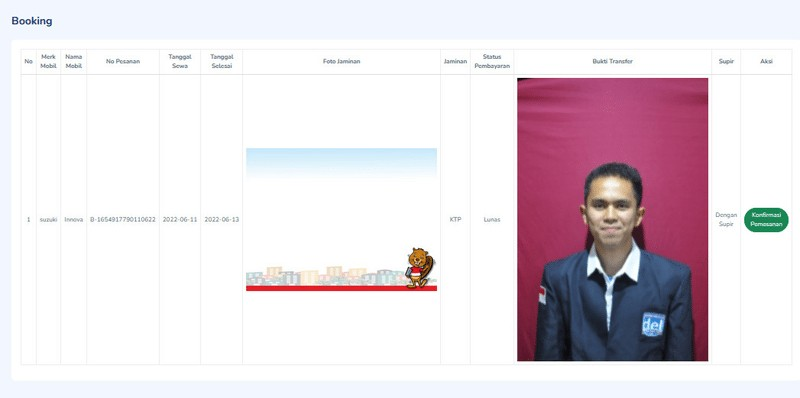 Booking
No
Merk
Mobil
Nama
Mobil
No Pesanan
Tanggal
Sewa
Tanggal
Selesai
Foto Jaminan
Jaminan
Status
Pembayaran
Bukti Transfer
Supir
Aksi
1
suzuki
Innova
B-1654917790110622
2022-06-11
2022-06-13
KTP
Lunas
del
Dengan
Supir
Konfirmasi
Pemesanan